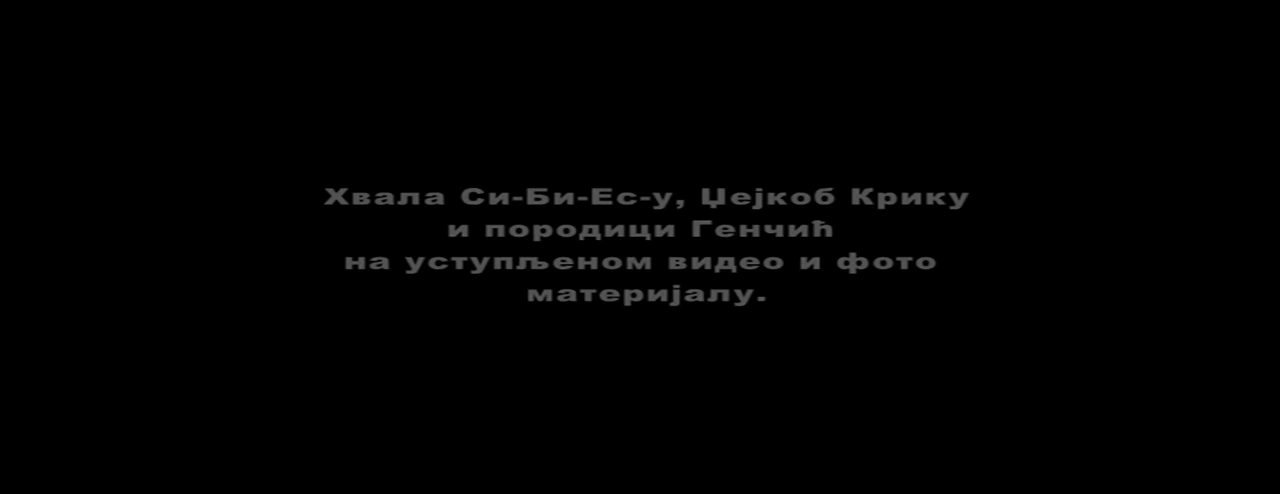 Хвала Си-Би-Ес-у, Џејкоб Крику
и породици Генчић
на уступљеном видео и фото
материјалу.